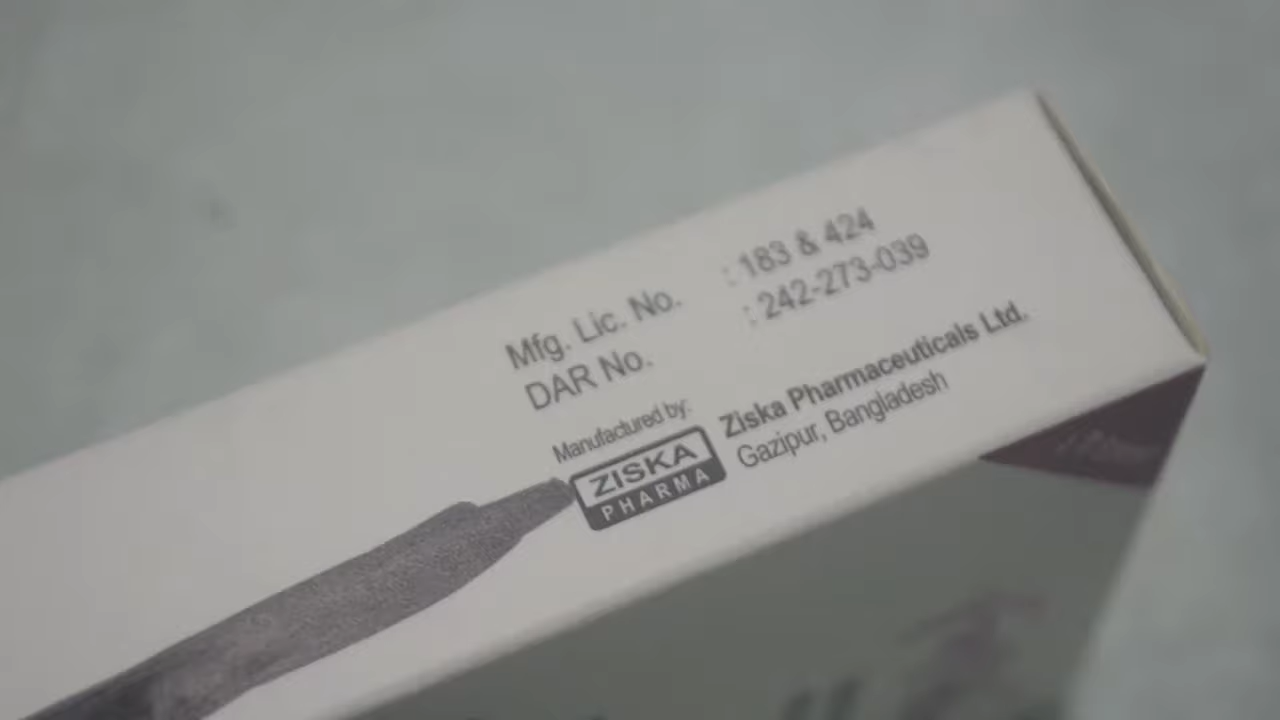 Mfg. Lic. No. : 183 & 424
DAR No. : 242-273-039
Manufactured by:
ZISKA
PHARMA
Ziska Pharmaceuticals Ltd.
Gazipur, Bangladesh